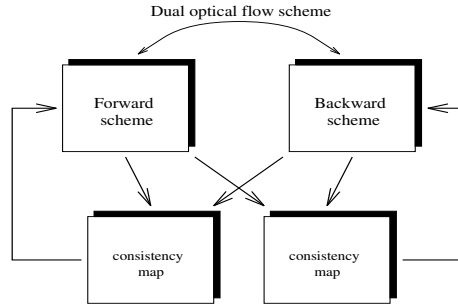 Dual optical flow scheme
Forward
scheme
Backward
scheme
consistency
map
consistency
map